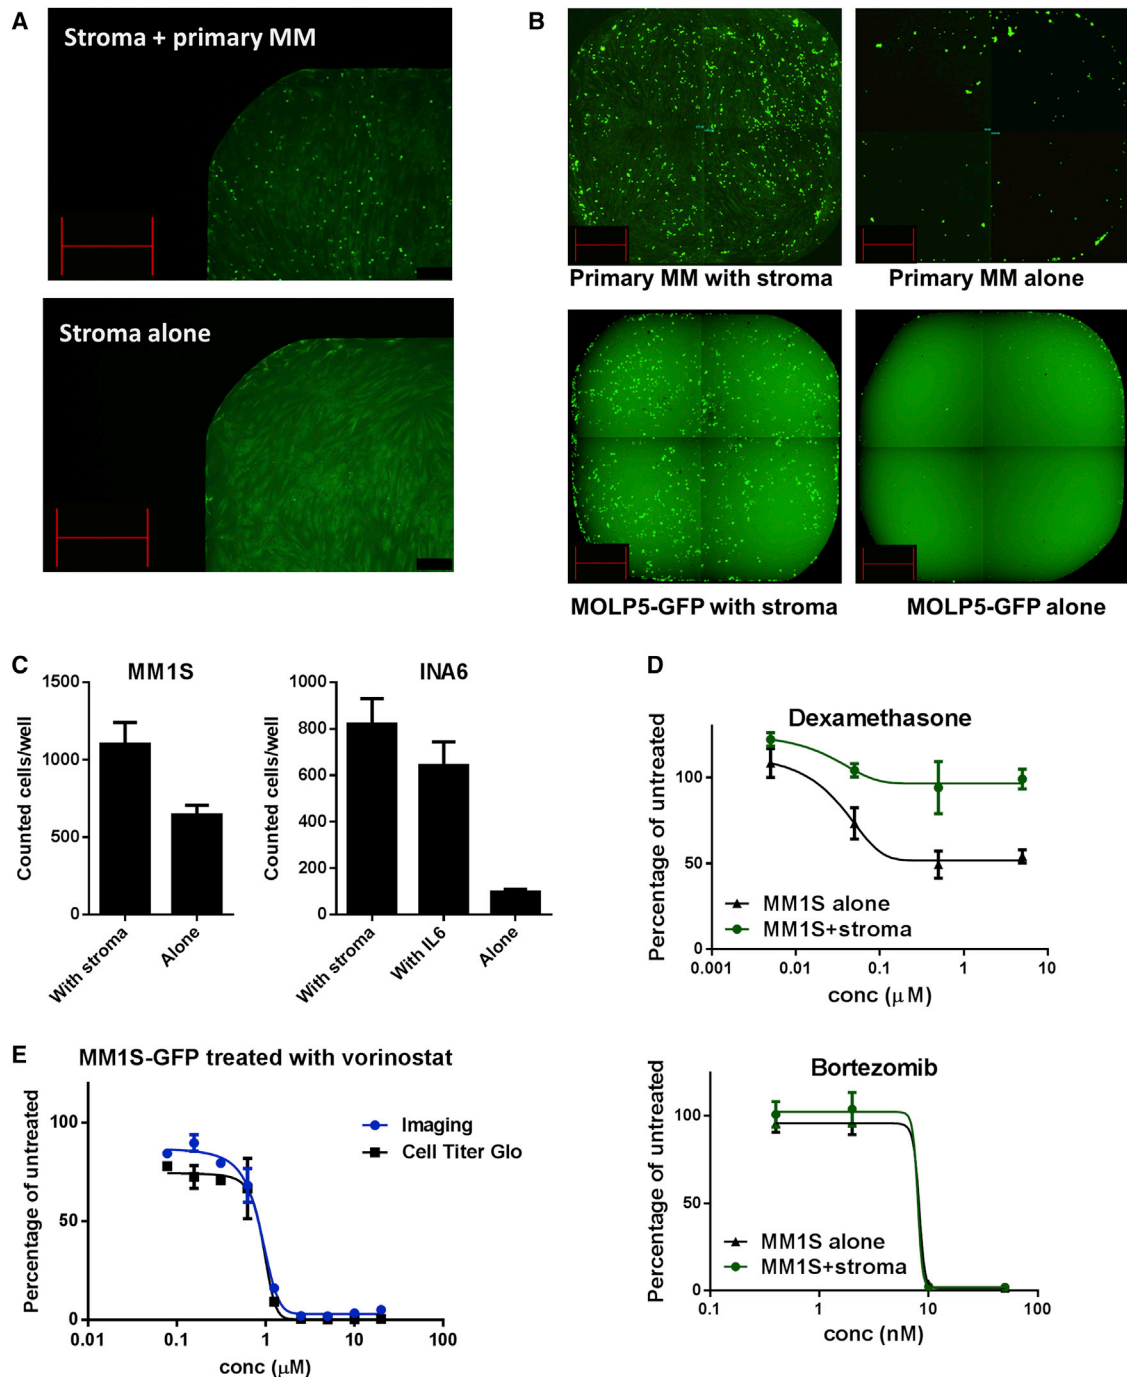 A
Stroma + primary MM
Stroma alone
B
Primary MM with stroma
Primary MM alone
MOLP5-GFP with stroma
MOLP5-GFP alone
C
MM1S
Counted cells/well
1500
1000
500
0
With stroma
Alone
INA6
Counted cells/well
1000
800
600
400
200
0
With stroma
With IL6
Alone
D
Dexamethasone
Percentage of untreated
100
50
0
MM1S alone
MM1S+stroma
0.001
0.01
0.1
1
10
conc (μM)
E
MM1S-GFP treated with vorinostat
Percentage of untreated
100
50
0
Imaging
Cell Titer Glo
0.01
0.1
1
10
100
conc (μM)
Bortezomib
Percentage of untreated
100
50
0
MM1S alone
MM1S+stroma
0.1
1
10
100
conc (nM)